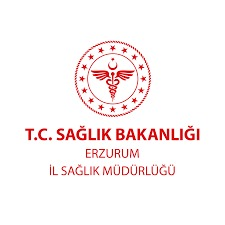 T.C. SAĞLIK BAKANLIĞI
ERZURUM
İL SAĞLIK MÜDÜRLÜĞÜ